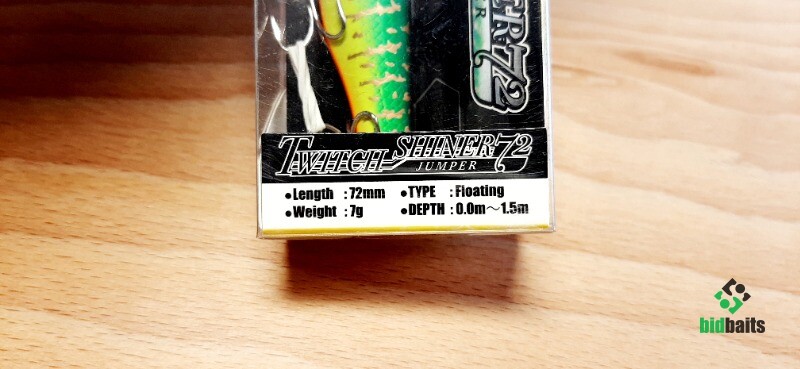 TWITCH SHINER 72
JUMPER
●Length : 72mm ●TYPE : Floating
●Weight : 7g ●DEPTH : 0.0m～1.5m
bidbaits